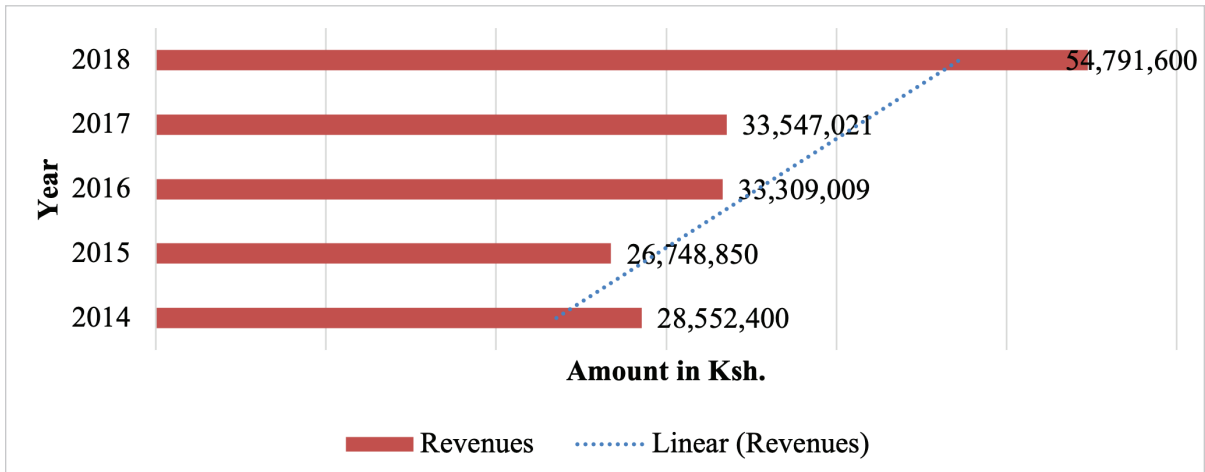 2018 54,791,600
2017 33,547,021
2016 33,309,009
2015 26,748,850
2014 28,552,400
Year
Amount in Ksh.
Revenues Linear (Revenues)